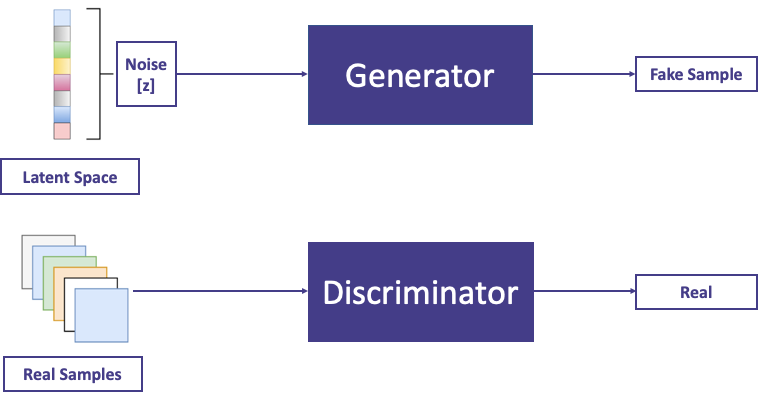 Noise
[z]
Generator
Fake Sample
Latent Space
Discriminator
Real
Real Samples